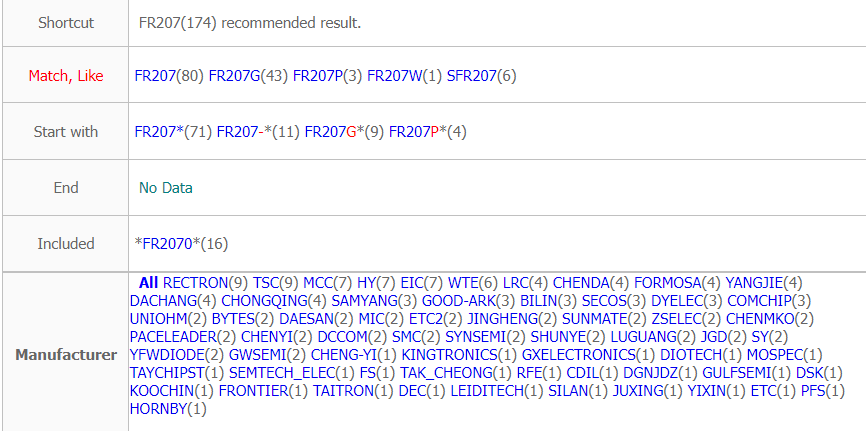 Shortcut FR207(174) recommended result.
Match, Like FR207(80) FR207G(43) FR207P(3) FR207W(1) SFR207(6)
Start with FR207*(71) FR207-*(11) FR207G*(9) FR207P*(4)
End No Data
Included *FR2070*(16)
All RECTRON(9) TSC(9) MCC(7) HY(7) EIC(7) WTE(6) LRC(4) CHENDA(4) FORMOSA(4) YANGJIE(4)
DACHANG(4) CHONGQING(4) SAMYANG(3) GOOD-ARK(3) BILIN(3) SECOS(3) DYELEC(3) COMCHIP(3)
UNIOHM(2) BYTES(2) DAESAN(2) MIC(2) ETC2(2) JINGHENG(2) SUNMATE(2) ZSELEC(2) CHENMKO(2)
PACELEADER(2) CHENYI(2) DCCOM(2) SMC(2) SYNSEMI(2) SHUNYE(2) LUGUANG(2) JGD(2) SY(2)
Manufacturer YFWDIODE(2) GWSEMI(2) CHENG-YI(1) KINGTRONICS(1) GXELECTRONICS(1) DIOTECH(1) MOSPEC(1)
TAYCHIPST(1) SEMTECH_ELEC(1) FS(1) TAK_CHEONG(1) RFE(1) CDIL(1) DGNJDZ(1) GULFSEMI(1) DSK(1)
KOOCHIN(1) FRONTIER(1) TAITRON(1) DEC(1) LEIDITECH(1) SILAN(1) JUXING(1) YIXIN(1) ETC(1) PFS(1)
HORNBY(1)